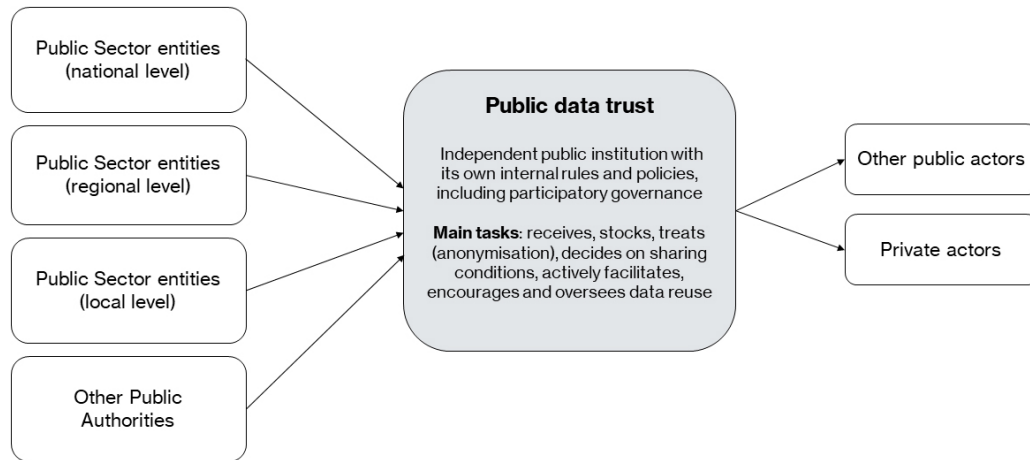 Public Sector entities
(national level)
Public Sector entities
(regional level)
Public Sector entities
(local level)
Other Public
Authorities
Public data trust
Independent public institution with
its own internal rules and policies,
including participatory governance
Main tasks: receives, stocks, treats
(anonymisation), decides on sharing
conditions, actively facilitates,
encourages and oversees data reuse
Other public actors
Private actors